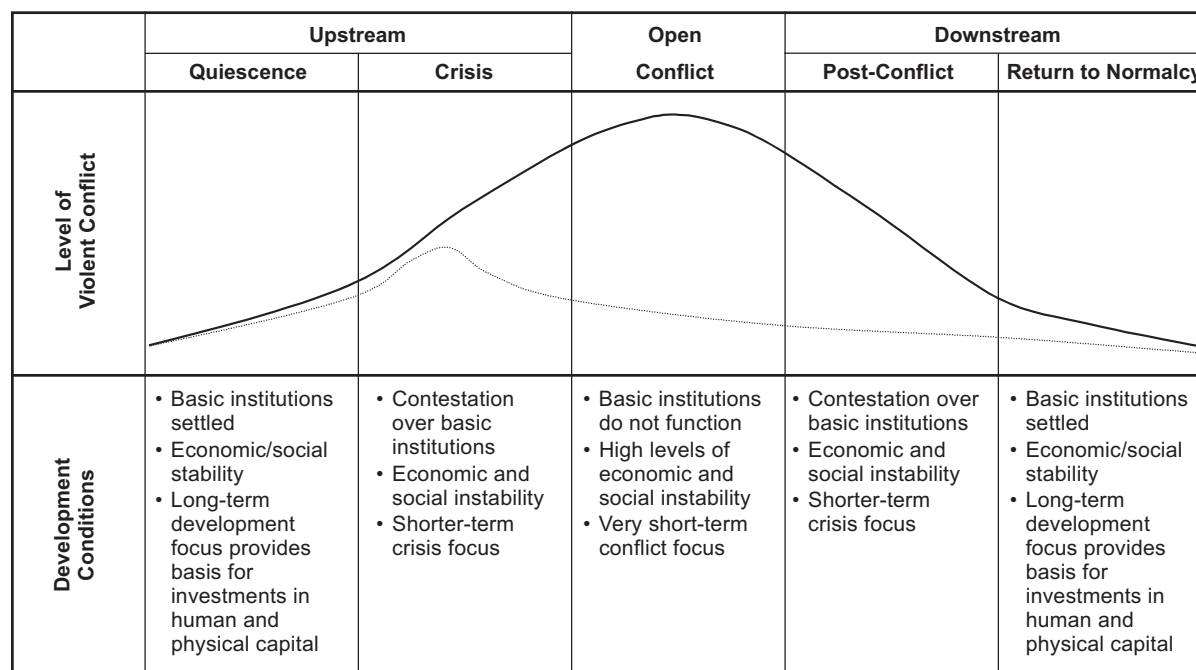 Upstream
Open
Downstream
Quiescence
Crisis
Conflict
Post-Conflict
Return to Normalcy
Level of
Violent Conflict
Development
Conditions
• Basic institutions
settled
• Economic/social
stability
• Long-term
development
focus provides
basis for
investments in
human and
physical capital
• Contestation
over basic
institutions
• Economic and
social instability
• Shorter-term
crisis focus
• Basic institutions
do not function
• High levels of
economic and
social instability
• Very short-term
conflict focus
• Contestation over
basic institutions
• Economic and
social instability
• Shorter-term
crisis focus
• Basic institutions
settled
• Economic/social
stability
• Long-term
development
focus provides
basis for
investments in
human and
physical capital